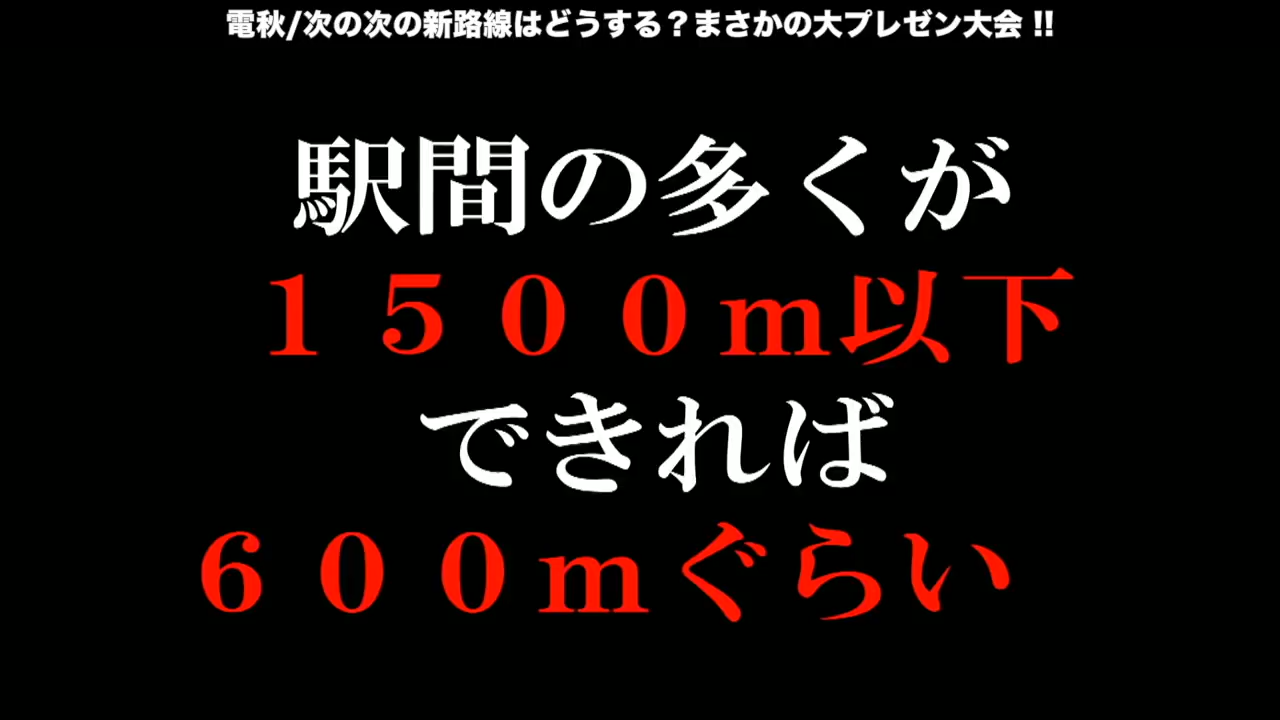 電秋/次の次の新路線はどうする？まさかの大プレゼン大会 !!
駅間の多くが
１５００ｍ以下
できれば
６００ｍぐらい